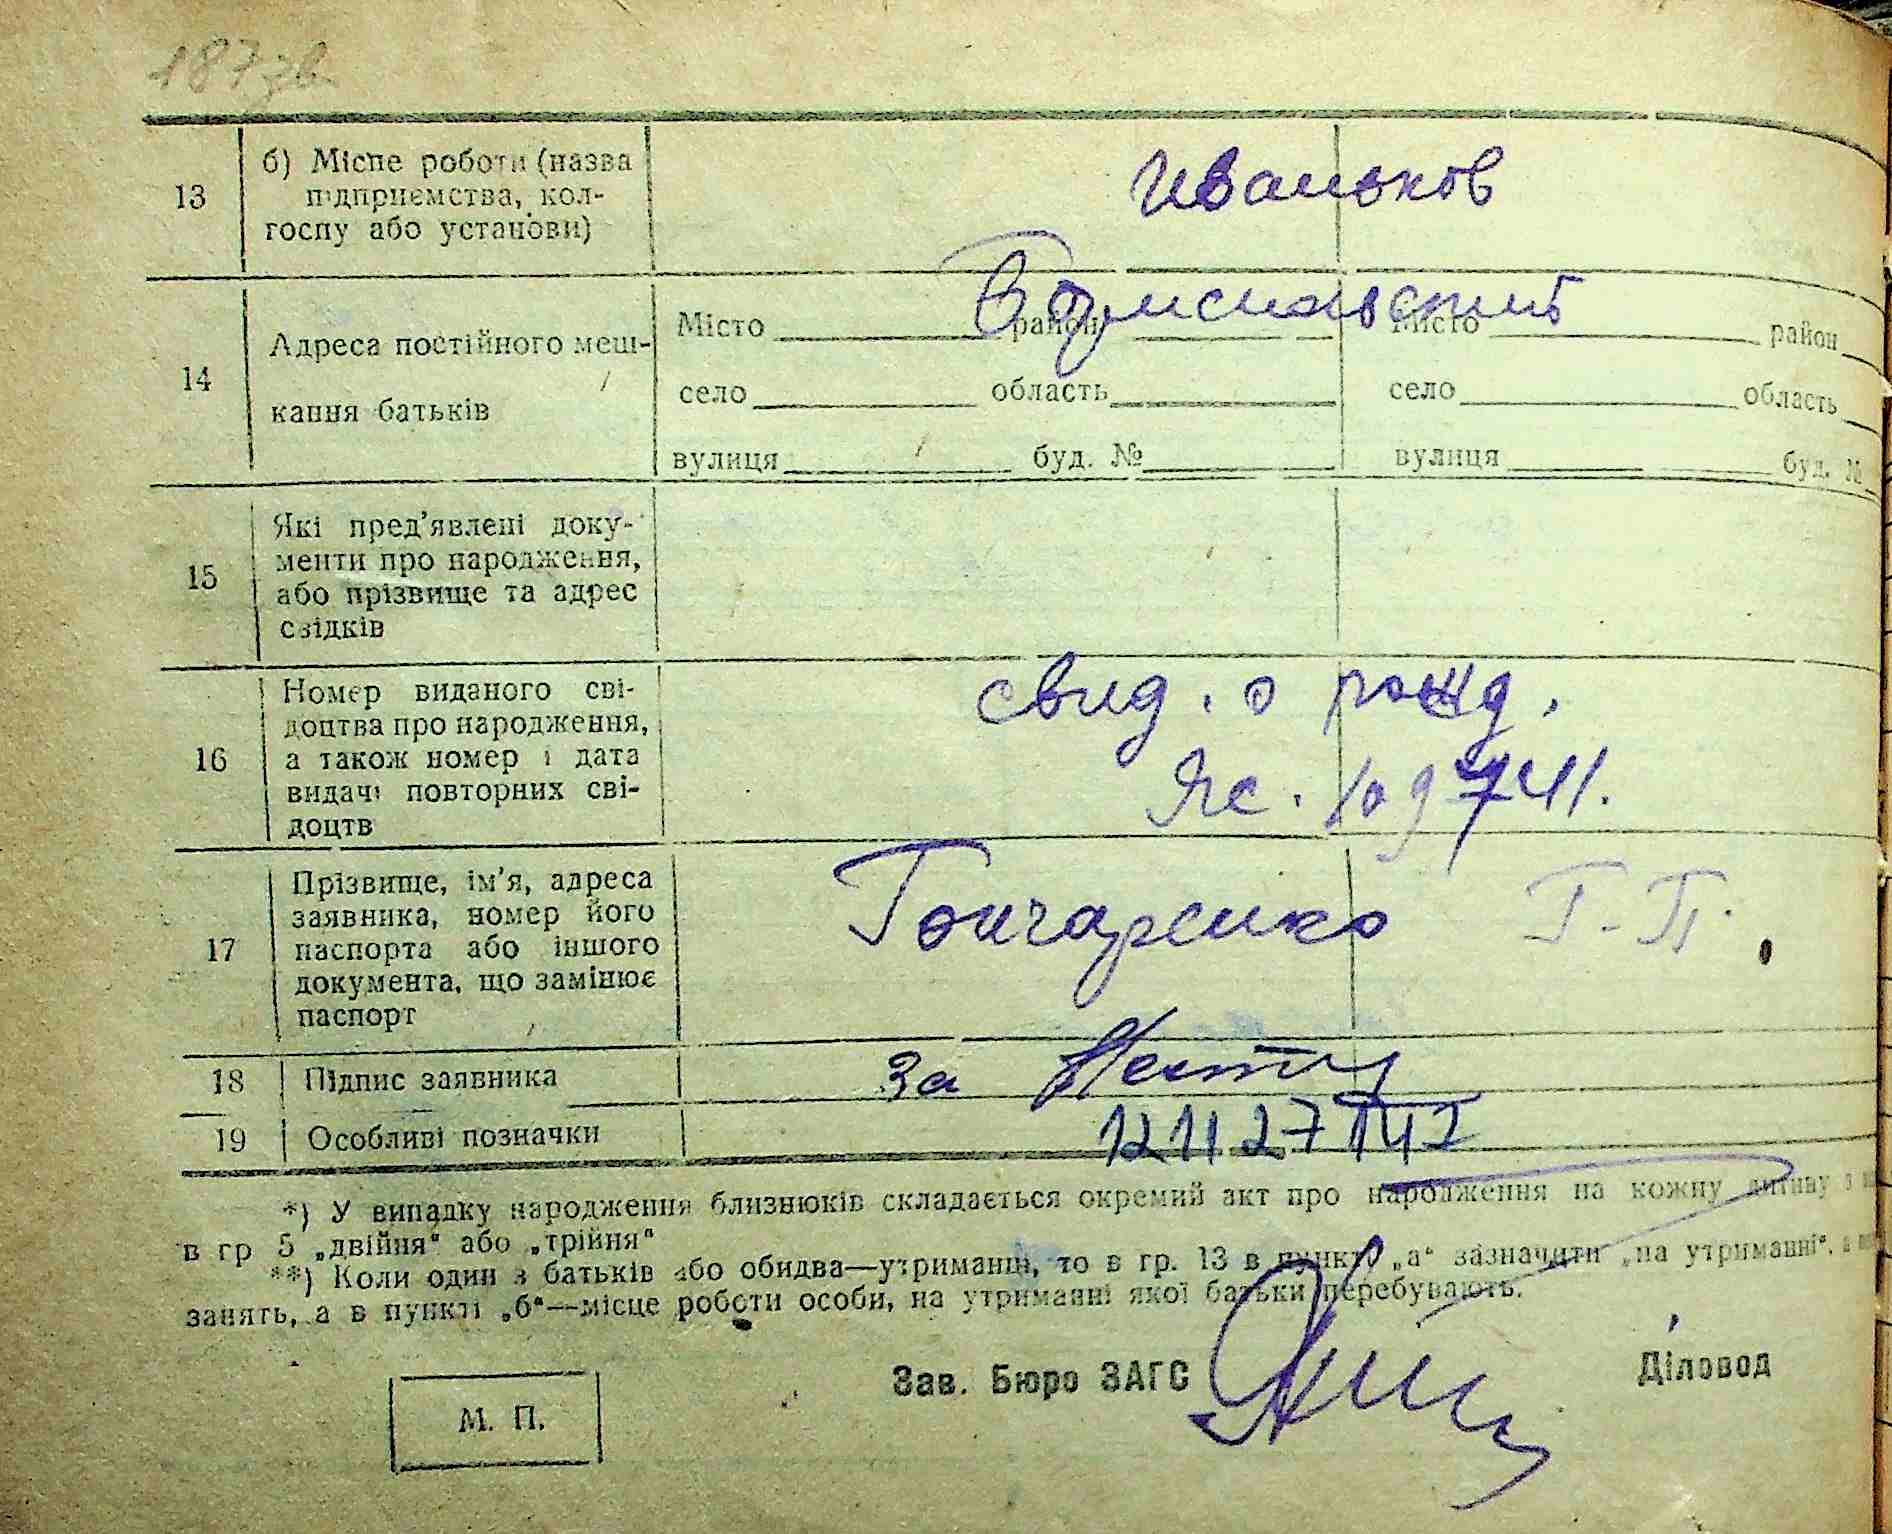 187зв
13
б) Місце роботи (назва
підприємства, кол-
госпу або установи)
Иваньков
14
Адреса постійного меш-
кання батьків
Бориспольский
Місто район
село область
вулиця буд. №
Місто район
село область
вулиця буд. №
15
Які пред'явлені доку-
менти про народження,
або прізвище та адрес
свідків
16
Номер виданого сві-
доцтва про народження,
а також номер і дата
видачі повторних сві-
доцтв
свид. о рожд.
Яс. 109741.
17
Прізвище, ім'я, адреса
заявника, номер його
паспорта або іншого
документа, що замінює
паспорт
Гончаренко Г-П.
18
Підпис заявника
за
19
Особливі позначки
*) У випадку народження близнюків складається окремий акт про народження на кожну дитину з
в гр 5 „двійня“ або „трійня“
**) Коли один з батьків або обидва—утриманці, то в гр. 13 в пункті „а“ зазначити „на утриманні“, а
занять, а в пункті „б“—місце роботи особи, на утриманні якої батьки перебувають.
Зав. Бюро ЗАГС
Діловод
М. П.